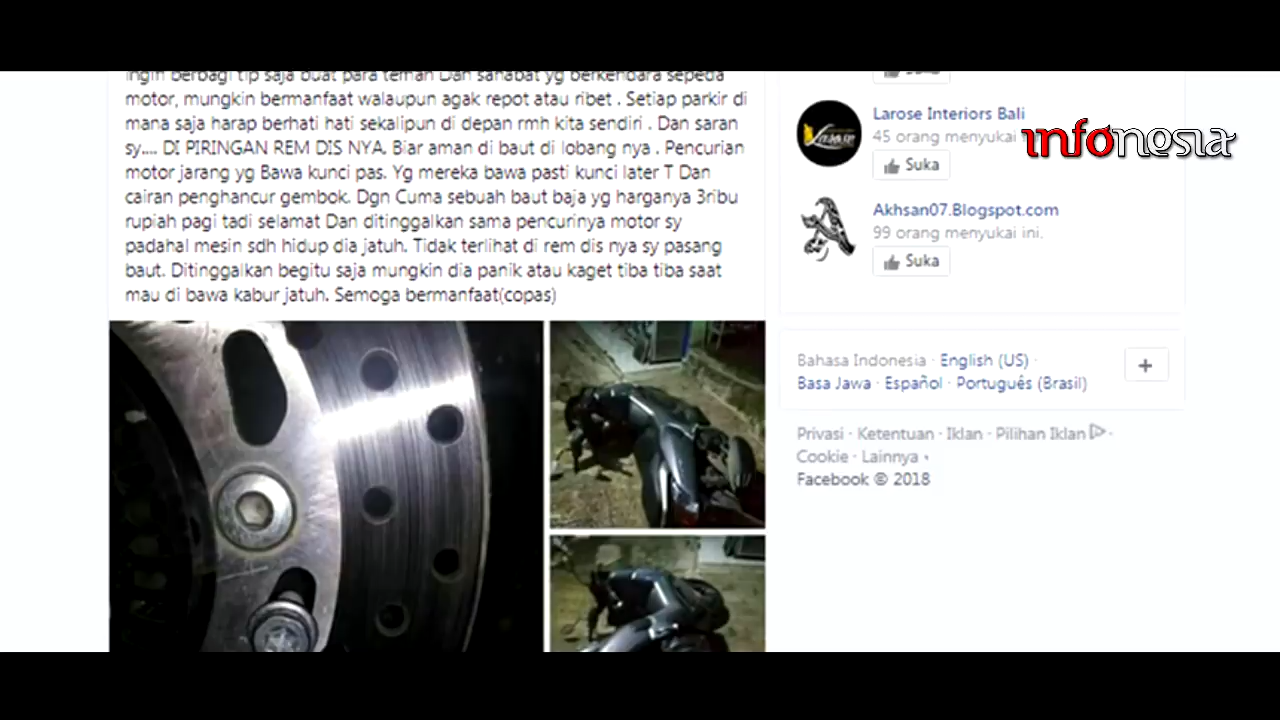 ingin berbagi tip saja buat para teman Dan sahabat yg berkendara sepeda
motor, mungkin bermanfaat walaupun agak repot atau ribet . Setiap parkir di
mana saja harap berhati hati sekalipun di depan rmh kita sendiri . Dan saran
sy.... DI PIRINGAN REM DIS NYA. Biar aman di baut di lobang nya . Pencurian
motor jarang yg Bawa kunci pas. Yg mereka bawa pasti kunci later T Dan
cairan penghancur gembok. Dgn Cuma sebuah baut baja yg harganya 3ribu
rupiah pagi tadi selamat Dan ditinggalkan sama pencurinya motor sy
padahal mesin sdh hidup dia jatuh. Tidak terlihat di rem dis nya sy pasang
baut. Ditinggalkan begitu saja mungkin dia panik atau kaget tiba tiba saat
mau di bawa kabur jatuh. Semoga bermanfaat(copas)
Larose Interiors Bali
45 orang menyukai
Suka
infonesia
Akhsan07.Blogspot.com
99 orang menyukai ini.
Suka
Bahasa Indonesia · English (US) ·
Basa Jawa · Español · Português (Brasil)
+
Privasi · Ketentuan · Iklan · Pilihan Iklan ·
Cookie · Lainnya
Facebook © 2018